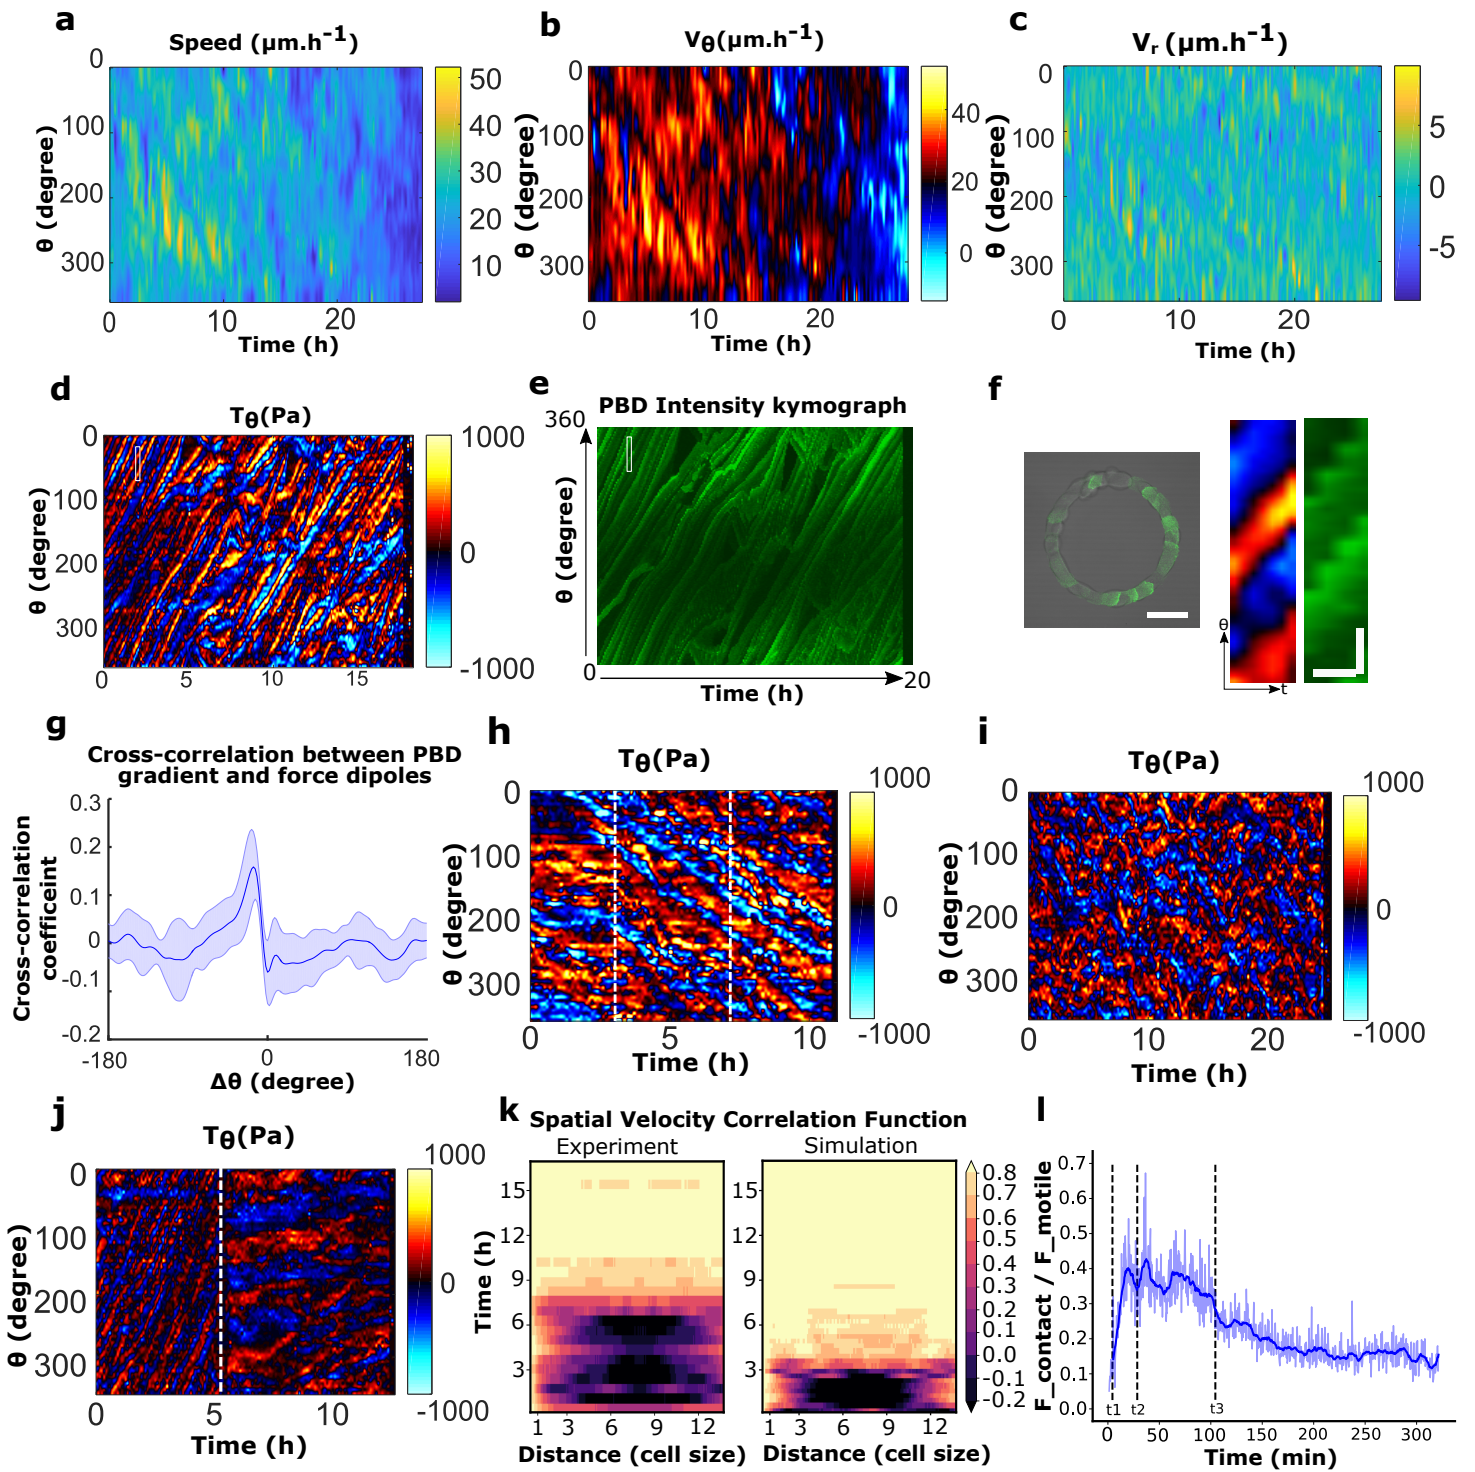 a
Speed (µm.h-1)
0
100
200
300
θ (degree)
0
10
20
Time (h)
50
40
30
20
10
b
Vθ(µm.h-1)
0
100
200
300
θ (degree)
0
10
20
Time (h)
40
20
0
c
Vr (µm.h-1)
0
100
200
300
θ (degree)
0
10
20
Time (h)
5
0
-5
d
Tθ(Pa)
0
100
200
300
θ (degree)
0
5
10
15
1000
0
-1000
e
PBD Intensity kymograph
360
θ (degree)
0
Time (h)
20
f
θ
t
g
Cross-correlation between PBD
gradient and force dipoles
0.3
0.2
0.1
0
-0.1
-0.2
Cross-correlation
coeffceint
-180
0
180
Δθ (degree)
h
Tθ(Pa)
0
100
200
300
θ (degree)
0
5
10
Time (h)
1000
0
-1000
i
Tθ(Pa)
0
100
200
300
θ (degree)
0
10
20
Time (h)
1000
0
-1000
j
Tθ(Pa)
0
100
200
300
θ (degree)
0
5
10
Time (h)
1000
0
-1000
k
Spatial Velocity Correlation Function
Experiment
Simulation
15
12
9
6
3
Time (h)
1
3
6
9
12
Distance (cell size)
15
12
9
6
3
1
3
6
9
12
Distance (cell size)
0.8
0.7
0.6
0.5
0.4
0.3
0.2
0.1
0.0
-0.1
-0.2
l
0.7
0.6
0.5
0.4
0.3
0.2
0.1
0.0
F_contact / F_motile
t1
t2
t3
0
50
100
150
200
250
300
Time (min)